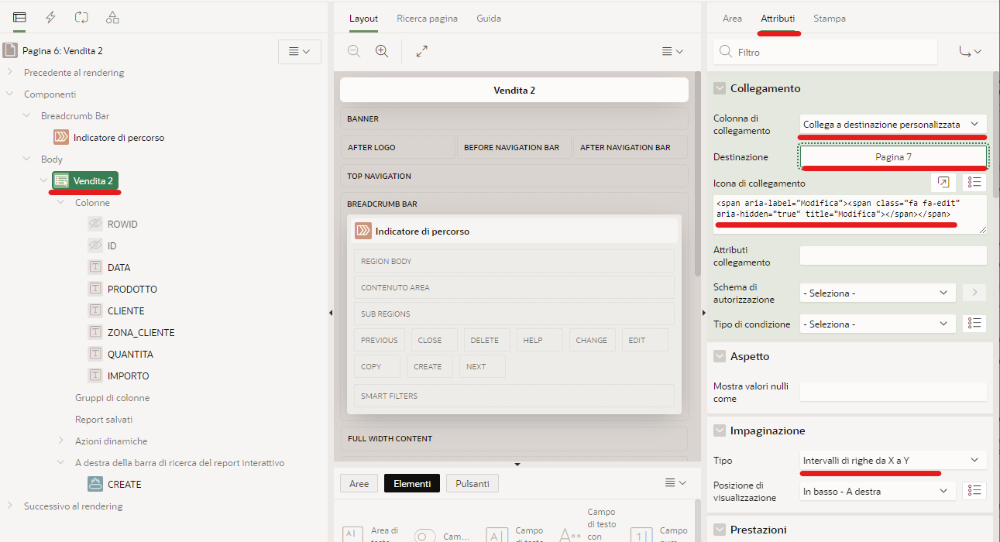 Pagina 6: Vendita 2
Precedente al rendering
Componenti
Breadcrumb Bar
Indicatore di percorso
Body
Vendita 2
Colonne
ROWID
ID
DATA
PRODOTTO
CLIENTE
ZONA_CLIENTE
QUANTITA
IMPORTO
Gruppi di colonne
Report salvati
Azioni dinamiche
A destra della barra di ricerca del report interattivo
CREATE
Successivo al rendering
Layout
Ricerca pagina
Guida
Vendita 2
BANNER
AFTER LOGO
BEFORE NAVIGATION BAR
AFTER NAVIGATION BAR
TOP NAVIGATION
BREADCRUMB BAR
Indicatore di percorso
REGION BODY
CONTENUTO AREA
SUB REGIONS
PREVIOUS
CLOSE
DELETE
HELP
CHANGE
EDIT
COPY
CREATE
NEXT
SMART FILTERS
FULL WIDTH CONTENT
Aree
Elementi
Pulsanti
Area di
Cam...
Campo
Campo
di testo
con
Campo
Area
Attributi
Stampa
Filtro
Collegamento
Colonna di
collegamento
Collega a destinazione personalizzata
Destinazione
Pagina 7
Icona di collegamento
<span aria-label="Modifica"><span class="fa fa-edit"
aria-hidden="true" title="Modifica"></span></span>
Attributi
collegamento
Schema di
autorizzazione
- Seleziona -
Tipo di condizione
- Seleziona -
Aspetto
Mostra valori nulli
come
Impaginazione
Tipo
Intervalli di righe da X a Y
Posizione di
visualizzazione
In basso - A destra
Prestazioni